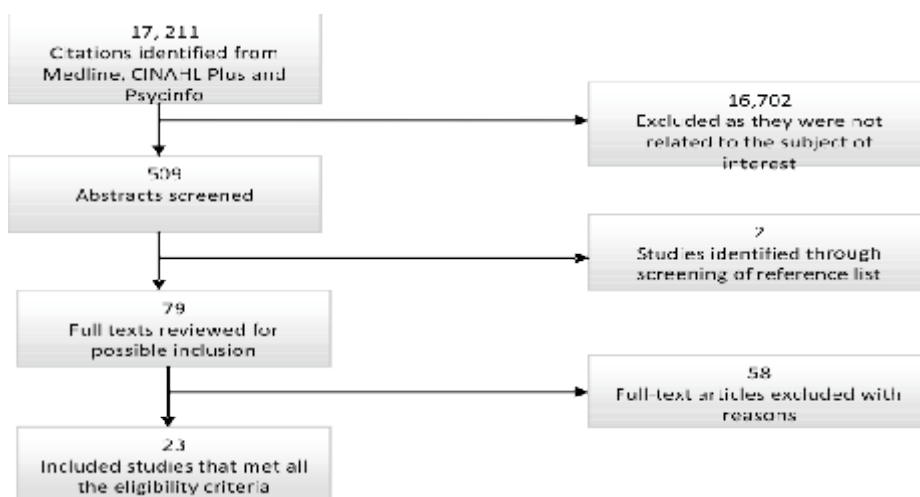 17, 211
Citations identified from
Medline, CINAHL Plus and
Psycinfo
16,702
Excluded as they were not
related to the subject of
interest
509
Abstracts screened
2
Studies identified through
screening of reference list
79
Full texts reviewed for
possible inclusion
58
Full-text articles excluded with
reasons
23
Included studies that met all
the eligibility criteria